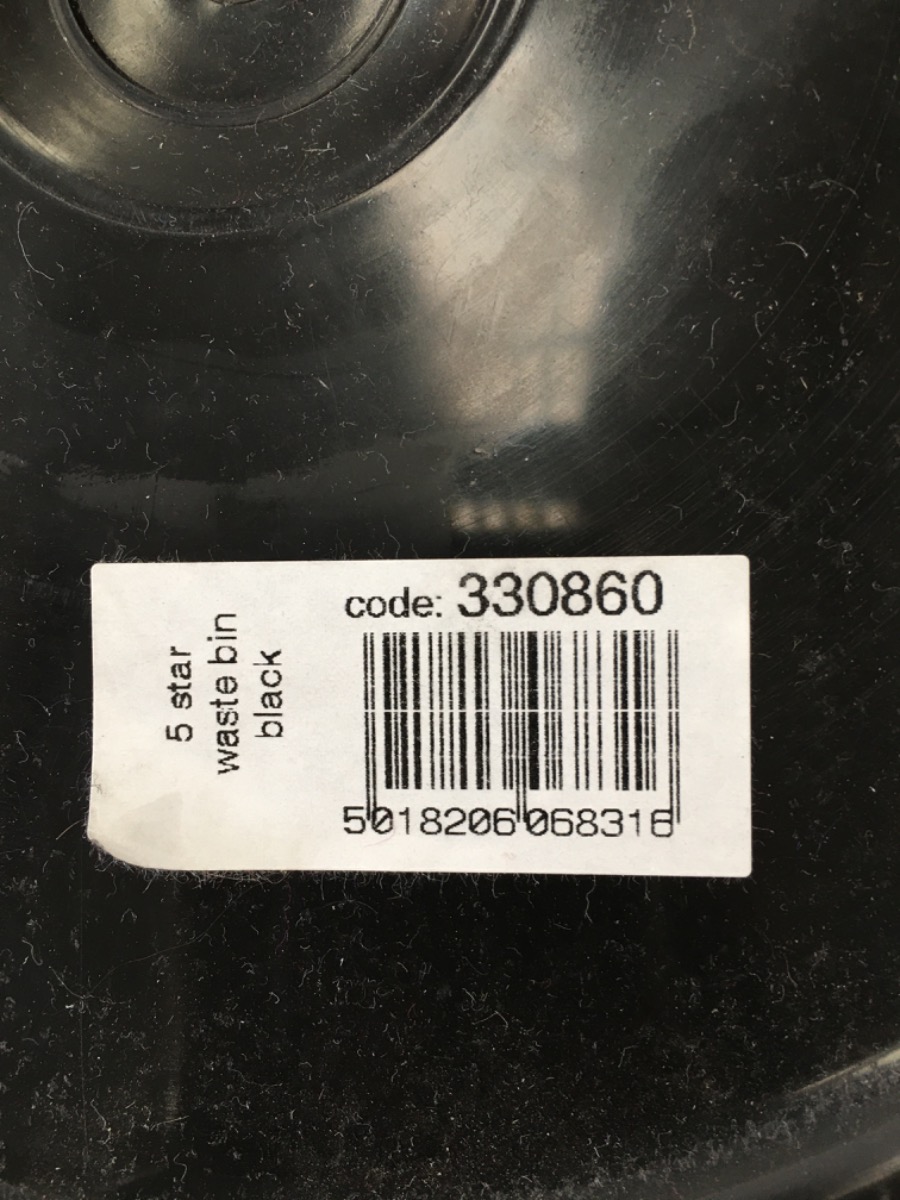 5 star
waste bin
black
code: 330860
5018206068316